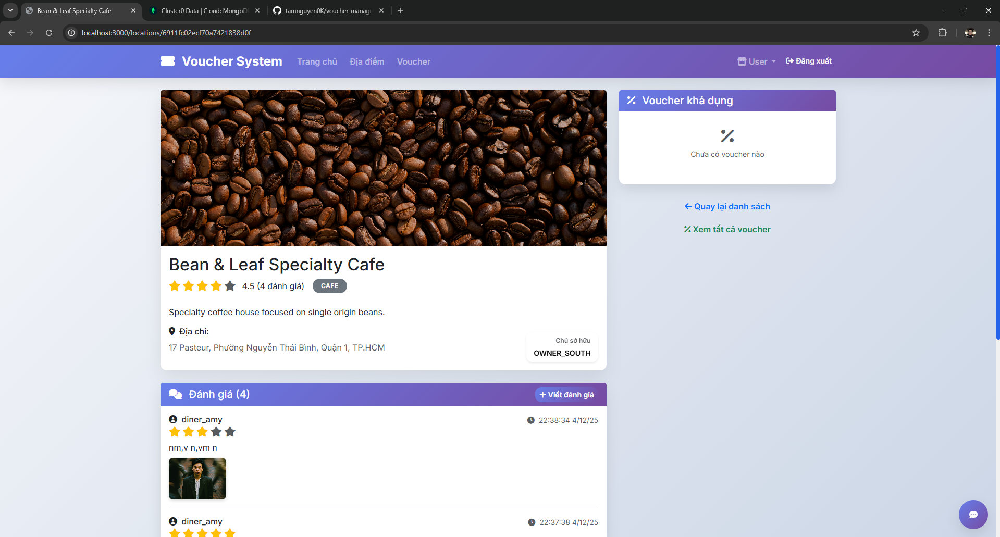 Bean & Leaf Specialty Cafe
Cluster0 Data | Cloud: MongoD
tamnguyen0K/voucher-manage
localhost:3000/locations/6911fc02ecf70a7421838d0f
Voucher System
Trang chủ
Địa điểm
Voucher
User
Đăng xuất
Voucher khả dụng
Chưa có voucher nào
Quay lại danh sách
Xem tất cả voucher
Bean & Leaf Specialty Cafe
4.5 (4 đánh giá)
CAFE
Specialty coffee house focused on single origin beans.
Địa chỉ:
17 Pasteur, Phường Nguyễn Thái Bình, Quận 1, TP.HCM
Chủ sở hữu
OWNER_SOUTH
Đánh giá (4)
Viết đánh giá
diner_amy
22:38:34 4/12/25
nm,v n,vm n
diner_amy
22:37:38 4/12/25